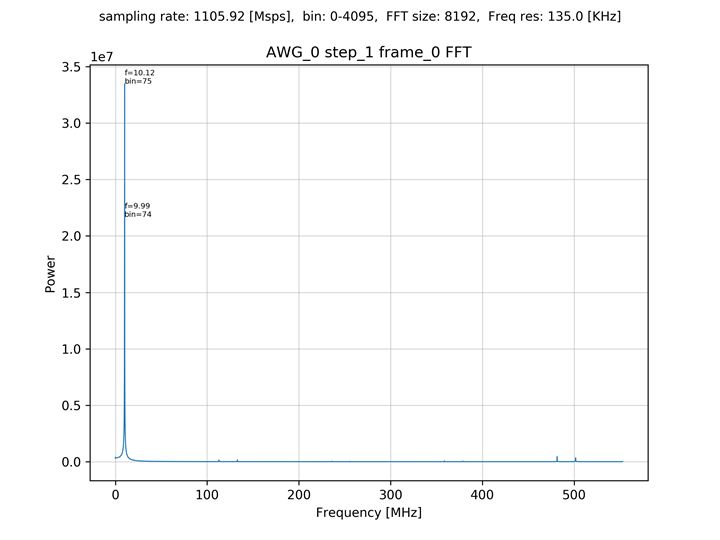 sampling rate: 1105.92 [Msps],  bin: 0-4095,  FFT size: 8192,  Freq res: 135.0 [KHz]
AWG_0 step_1 frame_0 FFT
1e7
3.5
f=10.12
bin=75
3.0
2.5
f=9.99
bin=74
2.0
Power
1.5
1.0
0.5
0.0
0 100 200 300 400 500
Frequency [MHz]